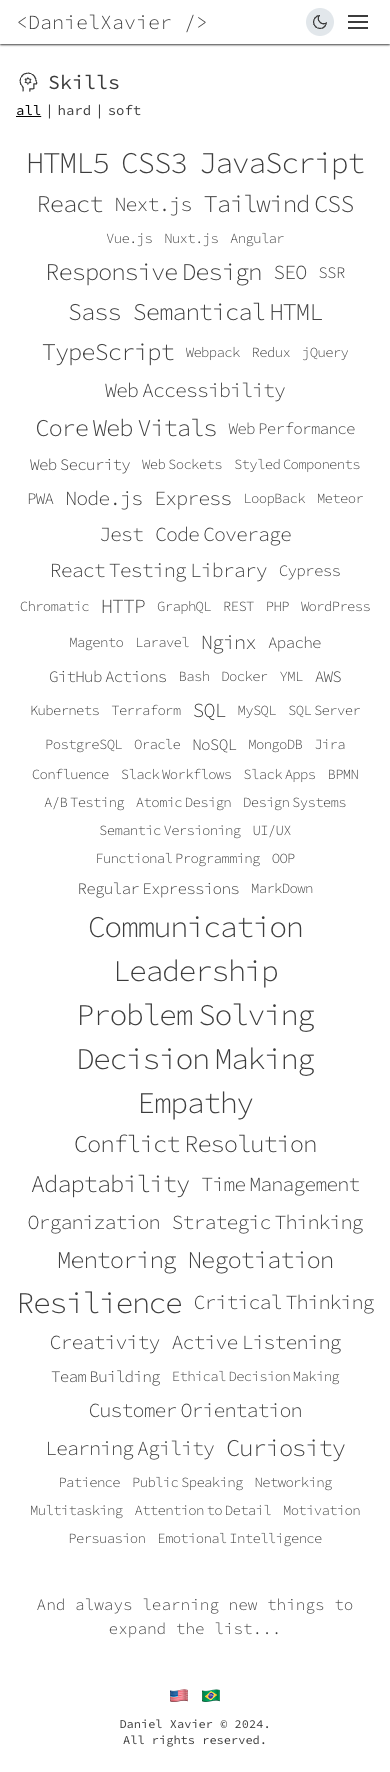 <DanielXavier />
Skills
all | hard | soft
HTML5 CSS3 JavaScript
React Next.js Tailwind CSS
Vue.js Nuxt.js Angular
Responsive Design SEO SSR
Sass Semantical HTML
TypeScript Webpack Redux jQuery
Web Accessibility
Core Web Vitals Web Performance
Web Security Web Sockets Styled Components
PWA Node.js Express LoopBack Meteor
Jest Code Coverage
React Testing Library Cypress
Chromatic HTTP GraphQL REST PHP WordPress
Magento Laravel Nginx Apache
GitHub Actions Bash Docker YML AWS
Kubernets Terraform SQL MySQL SQL Server
PostgreSQL Oracle NoSQL MongoDB Jira
Confluence Slack Workflows Slack Apps BPMN
A/B Testing Atomic Design Design Systems
Semantic Versioning UI/UX
Functional Programming OOP
Regular Expressions MarkDown
Communication
Leadership
Problem Solving
Decision Making
Empathy
Conflict Resolution
Adaptability Time Management
Organization Strategic Thinking
Mentoring Negotiation
Resilience Critical Thinking
Creativity Active Listening
Team Building Ethical Decision Making
Customer Orientation
Learning Agility Curiosity
Patience Public Speaking Networking
Multitasking Attention to Detail Motivation
Persuasion Emotional Intelligence
And always learning new things to
expand the list...
Daniel Xavier © 2024.
All rights reserved.